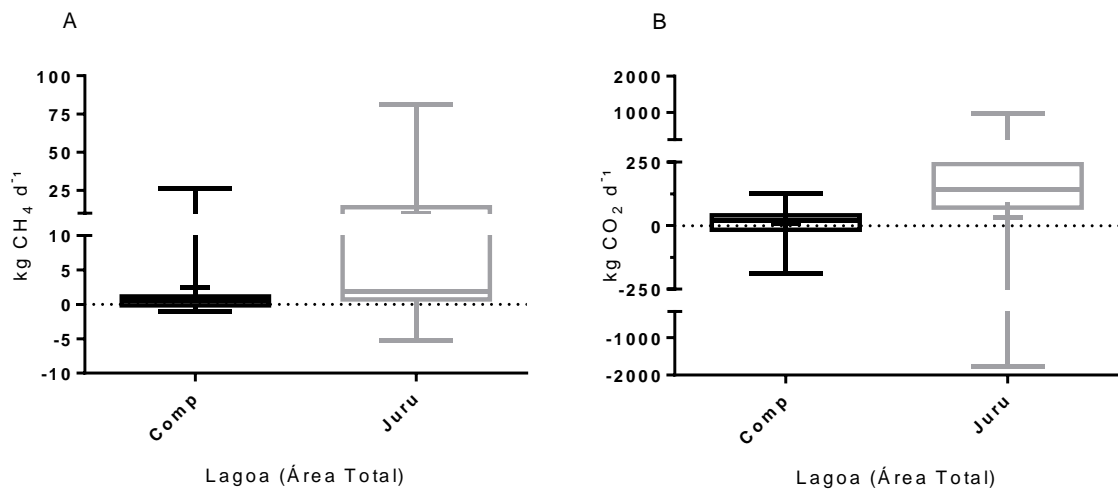 A
100
75
50
25
10
5
0
-5
-10
kg CH₄ d⁻¹
Comp
Juru
Lagoa (Área Total)
B
2000
1000
250
0
-250
-1000
-2000
kg CO₂ d⁻¹
Comp
Juru
Lagoa (Área Total)